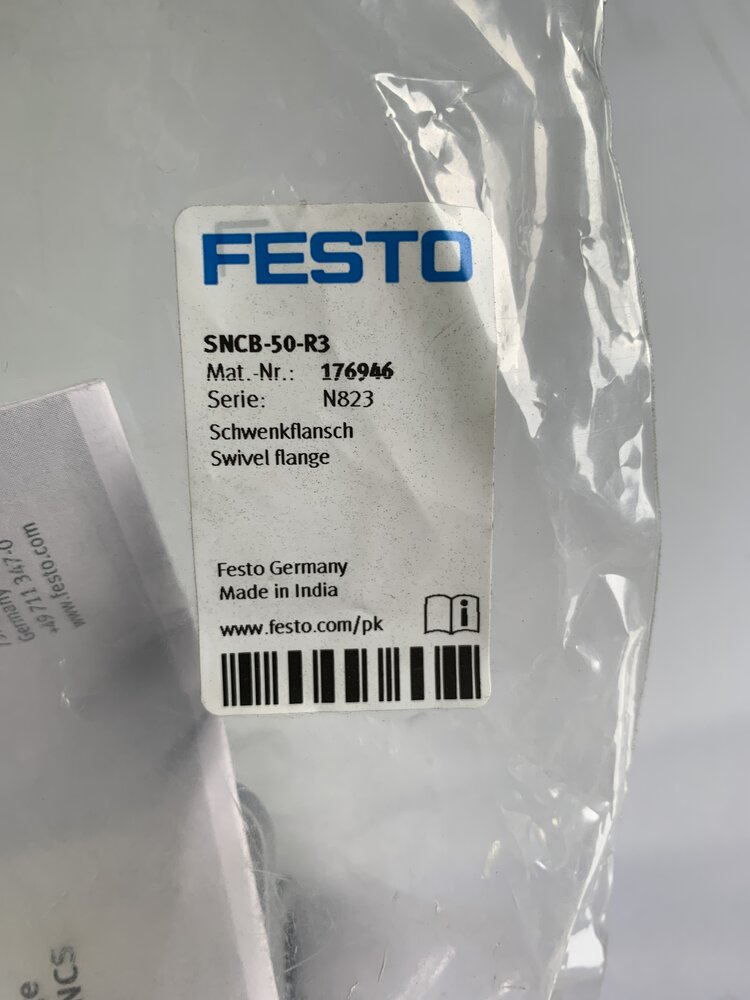 FESTO
SNCB-50-R3
Mat.-Nr.: 176946
Serie: N823
Schwenkflansch
Swivel flange
Festo Germany
Made in India
www.festo.com/pk
Germany
+49 711 347-0
www.festo.com
NCS